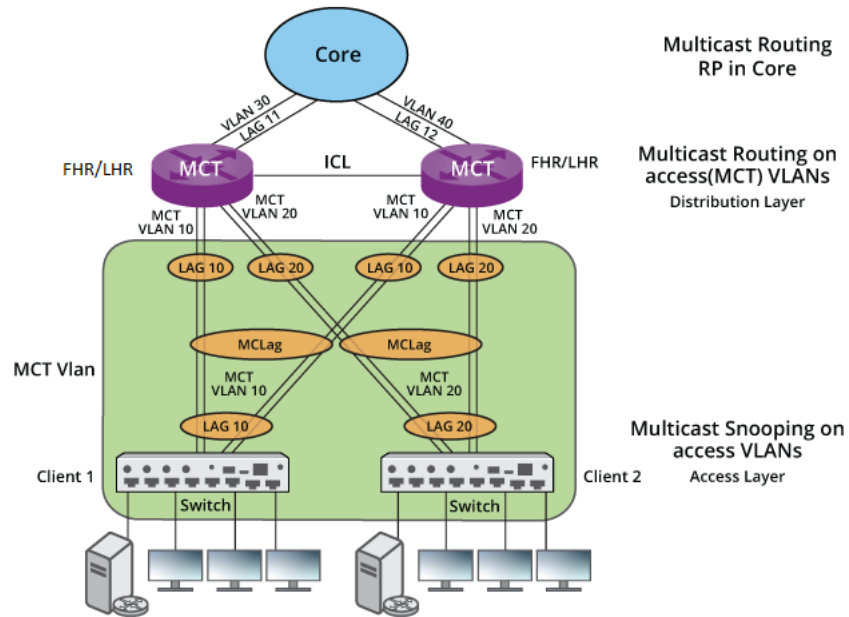 Core
Multicast Routing
RP in Core
VLAN 30
LAG 11
VLAN 40
LAG 12
FHR/LHR
MCT
ICL
MCT
FHR/LHR
Multicast Routing on
access(MCT) VLANs
Distribution Layer
MCT
VLAN 10
MCT
VLAN 20
MCT
VLAN 10
MCT
VLAN 20
LAG 10
LAG 20
LAG 10
LAG 20
MCLag
MCLag
MCT Vlan
MCT
VLAN 10
MCT
VLAN 20
LAG 10
LAG 20
Multicast Snooping on
access VLANs
Access Layer
Client 1
Client 2
Switch
Switch